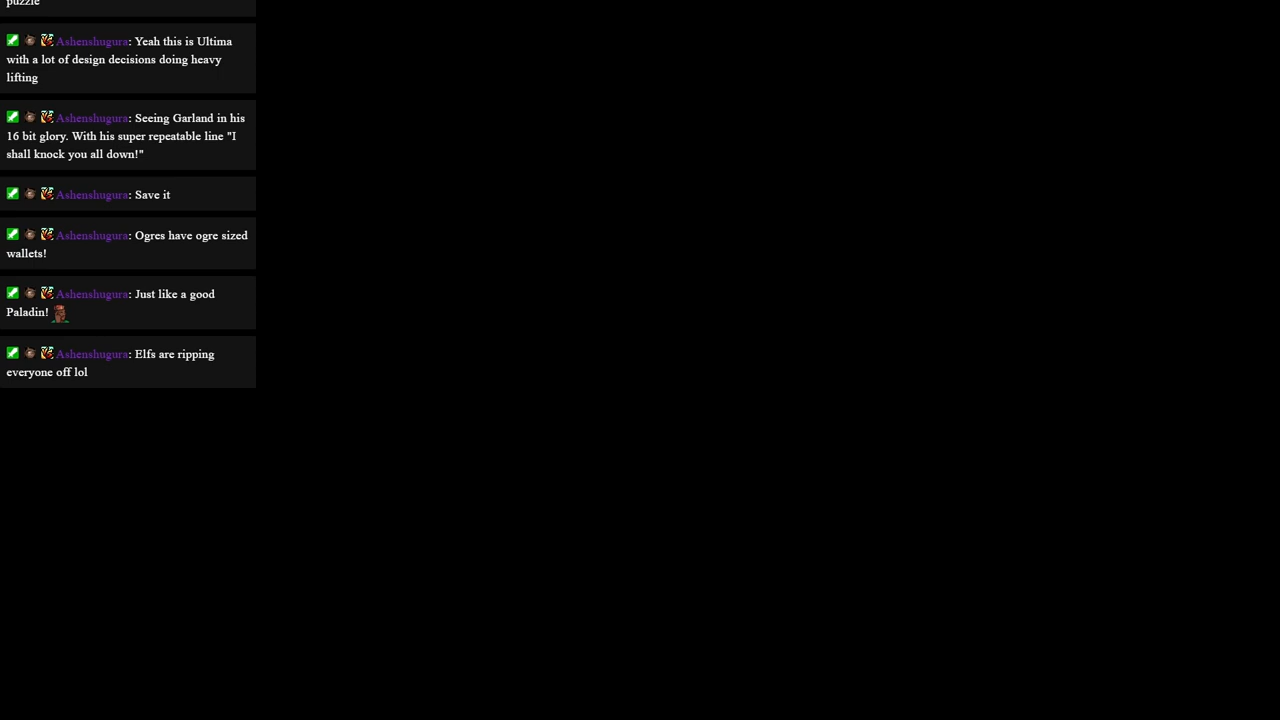 puzzle
Ashenshugura: Yeah this is Ultima
with a lot of design decisions doing heavy
lifting
Ashenshugura: Seeing Garland in his
16 bit glory. With his super repeatable line "I
shall knock you all down!"
Ashenshugura: Save it
Ashenshugura: Ogres have ogre sized
wallets!
Ashenshugura: Just like a good
Paladin!
Ashenshugura: Elfs are ripping
everyone off lol